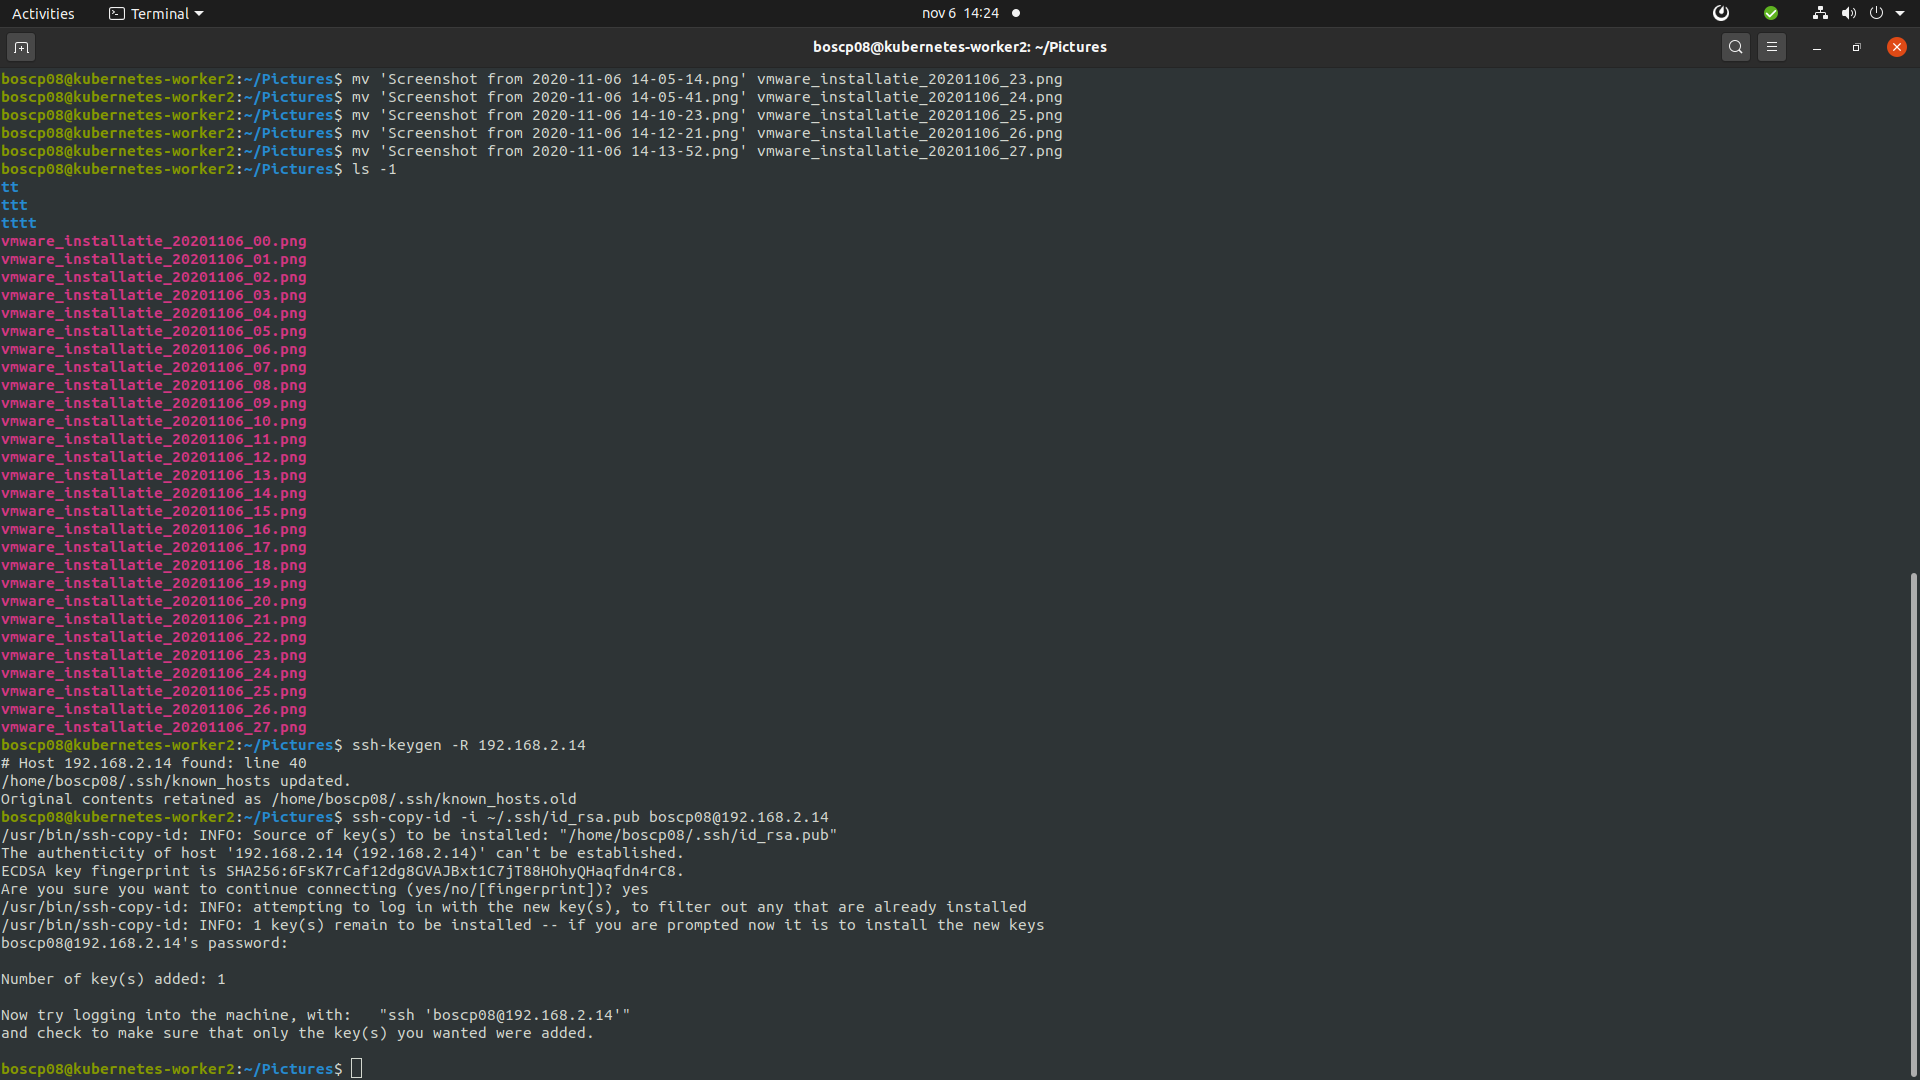 Activities Terminal nov 6 14:24
boscp08@kubernetes-worker2: ~/Pictures
boscp08@kubernetes-worker2:~/Pictures$ mv 'Screenshot from 2020-11-06 14-05-14.png' vmware_installatie_20201106_23.png
boscp08@kubernetes-worker2:~/Pictures$ mv 'Screenshot from 2020-11-06 14-05-41.png' vmware_installatie_20201106_24.png
boscp08@kubernetes-worker2:~/Pictures$ mv 'Screenshot from 2020-11-06 14-10-23.png' vmware_installatie_20201106_25.png
boscp08@kubernetes-worker2:~/Pictures$ mv 'Screenshot from 2020-11-06 14-12-21.png' vmware_installatie_20201106_26.png
boscp08@kubernetes-worker2:~/Pictures$ mv 'Screenshot from 2020-11-06 14-13-52.png' vmware_installatie_20201106_27.png
boscp08@kubernetes-worker2:~/Pictures$ ls -1
tt
ttt
tttt
vmware_installatie_20201106_00.png
vmware_installatie_20201106_01.png
vmware_installatie_20201106_02.png
vmware_installatie_20201106_03.png
vmware_installatie_20201106_04.png
vmware_installatie_20201106_05.png
vmware_installatie_20201106_06.png
vmware_installatie_20201106_07.png
vmware_installatie_20201106_08.png
vmware_installatie_20201106_09.png
vmware_installatie_20201106_10.png
vmware_installatie_20201106_11.png
vmware_installatie_20201106_12.png
vmware_installatie_20201106_13.png
vmware_installatie_20201106_14.png
vmware_installatie_20201106_15.png
vmware_installatie_20201106_16.png
vmware_installatie_20201106_17.png
vmware_installatie_20201106_18.png
vmware_installatie_20201106_19.png
vmware_installatie_20201106_20.png
vmware_installatie_20201106_21.png
vmware_installatie_20201106_22.png
vmware_installatie_20201106_23.png
vmware_installatie_20201106_24.png
vmware_installatie_20201106_25.png
vmware_installatie_20201106_26.png
vmware_installatie_20201106_27.png
boscp08@kubernetes-worker2:~/Pictures$ ssh-keygen -R 192.168.2.14
# Host 192.168.2.14 found: line 40
/home/boscp08/.ssh/known_hosts updated.
Original contents retained as /home/boscp08/.ssh/known_hosts.old
boscp08@kubernetes-worker2:~/Pictures$ ssh-copy-id -i ~/.ssh/id_rsa.pub boscp08@192.168.2.14
/usr/bin/ssh-copy-id: INFO: Source of key(s) to be installed: "/home/boscp08/.ssh/id_rsa.pub"
The authenticity of host '192.168.2.14 (192.168.2.14)' can't be established.
ECDSA key fingerprint is SHA256:6FsK7rCaf12dg8GVAJBxt1C7jT88HOhyQHaqfdn4rC8.
Are you sure you want to continue connecting (yes/no/[fingerprint])? yes
/usr/bin/ssh-copy-id: INFO: attempting to log in with the new key(s), to filter out any that are already installed
/usr/bin/ssh-copy-id: INFO: 1 key(s) remain to be installed -- if you are prompted now it is to install the new keys
boscp08@192.168.2.14's password:
Number of key(s) added: 1
Now try logging into the machine, with:   "ssh 'boscp08@192.168.2.14'"
and check to make sure that only the key(s) you wanted were added.
boscp08@kubernetes-worker2:~/Pictures$